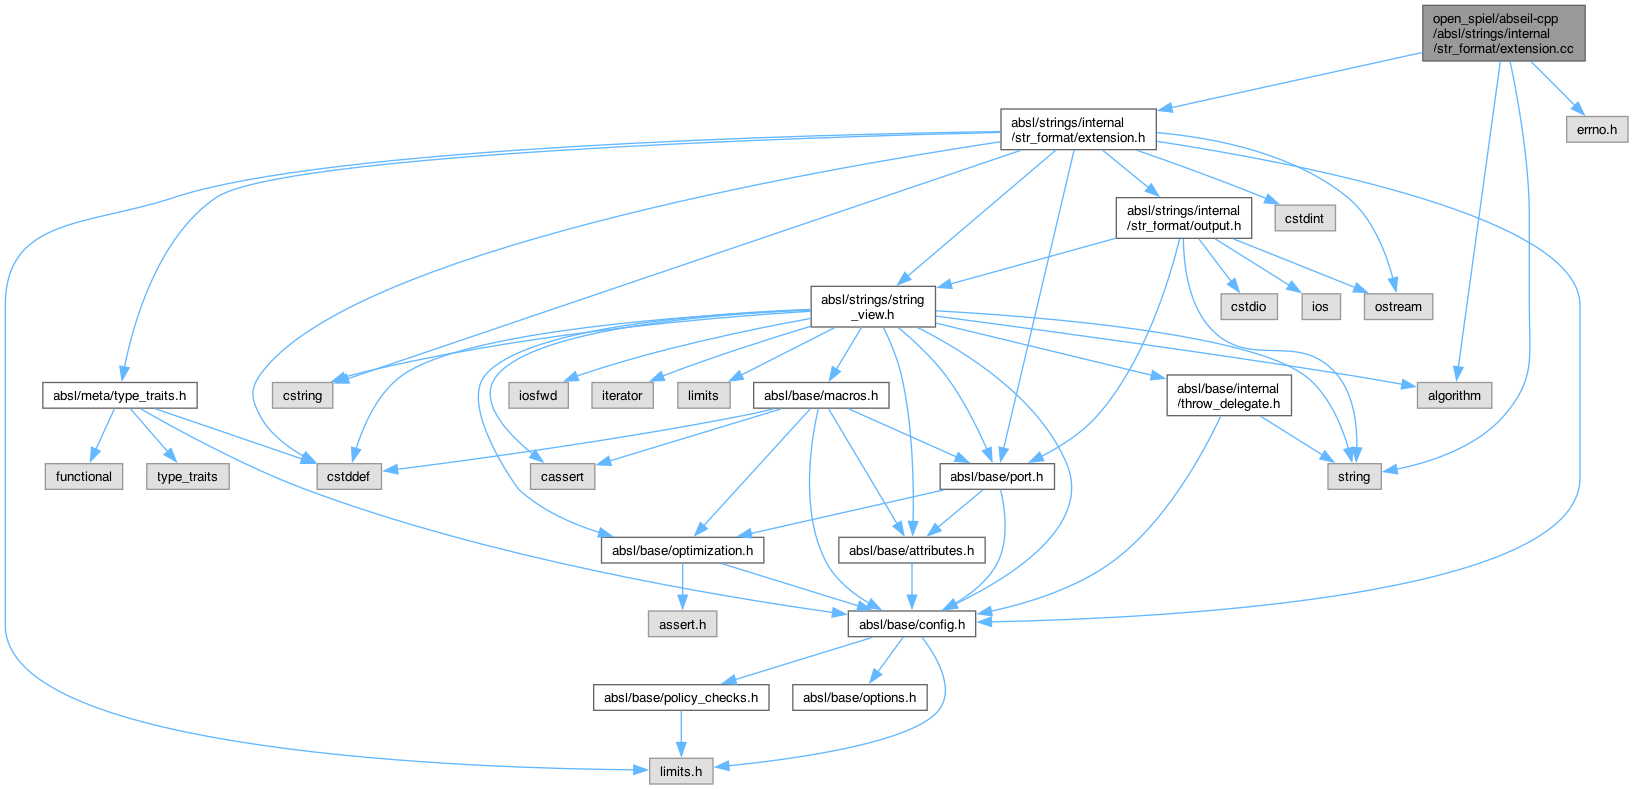 open_spiel/abseil-cpp
/absl/strings/internal
/str_format/extension.cc
absl/strings/internal
/str_format/extension.h
errno.h
absl/strings/internal
/str_format/output.h
cstdint
absl/strings/string
_view.h
cstdio
ios
ostream
absl/meta/type_traits.h
cstring
iosfwd
iterator
limits
absl/base/macros.h
absl/base/internal
/throw_delegate.h
algorithm
functional
type_traits
cstddef
cassert
absl/base/port.h
string
absl/base/optimization.h
absl/base/attributes.h
assert.h
absl/base/config.h
absl/base/policy_checks.h
absl/base/options.h
limits.h